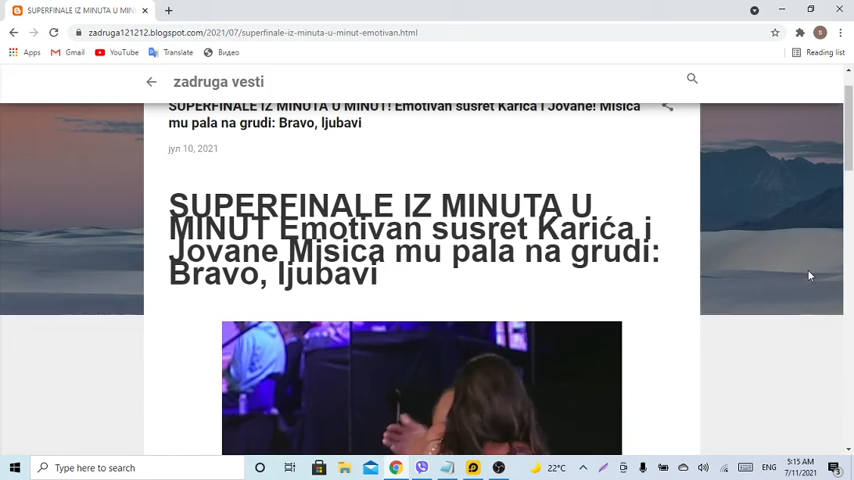 SUPERFINALE IZ MINUTA U MIN
zadruga121212.blogspot.com/2021/07/superfinale-iz-minuta-u-minut-emotivan.html
S
Apps Gmail YouTube Translate Видео Reading list
zadruga vesti
SUPERFINALE IZ MINUTA U MINUT! Emotivan susret Karića i Jovane! Misica
mu pala na grudi: Bravo, ljubavi
јул 10, 2021
SUPERFINALE IZ MINUTA U
MINUT Emotivan susret Karića i
Jovane Misica mu pala na grudi:
Bravo, ljubavi
Type here to search
22°C
ENG
5:15 AM
7/11/2021
3